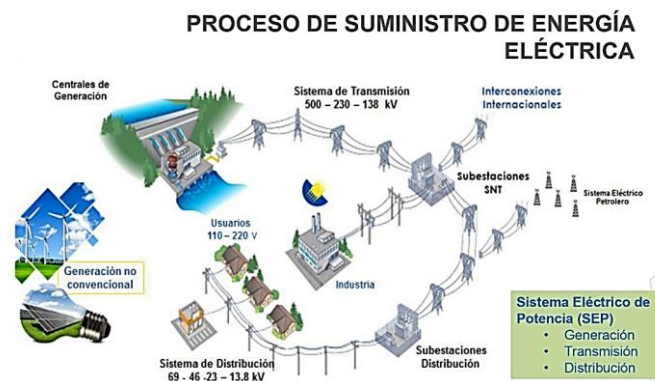 PROCESO DE SUMINISTRO DE ENERGÍA
ELÉCTRICA
Centrales de
Generación
Sistema de Transmisión
500 – 230 – 138 kV
Interconexiones
Internacionales
Subestaciones
SNT
Sistema Eléctrico
Petrolero
Usuarios
110 – 220 V
Generación no
convencional
Industria
Sistema de Distribución
69 - 46 -23 – 13.8 kV
Subestaciones
Distribución
Sistema Eléctrico de
Potencia (SEP)
• Generación
• Transmisión
• Distribución